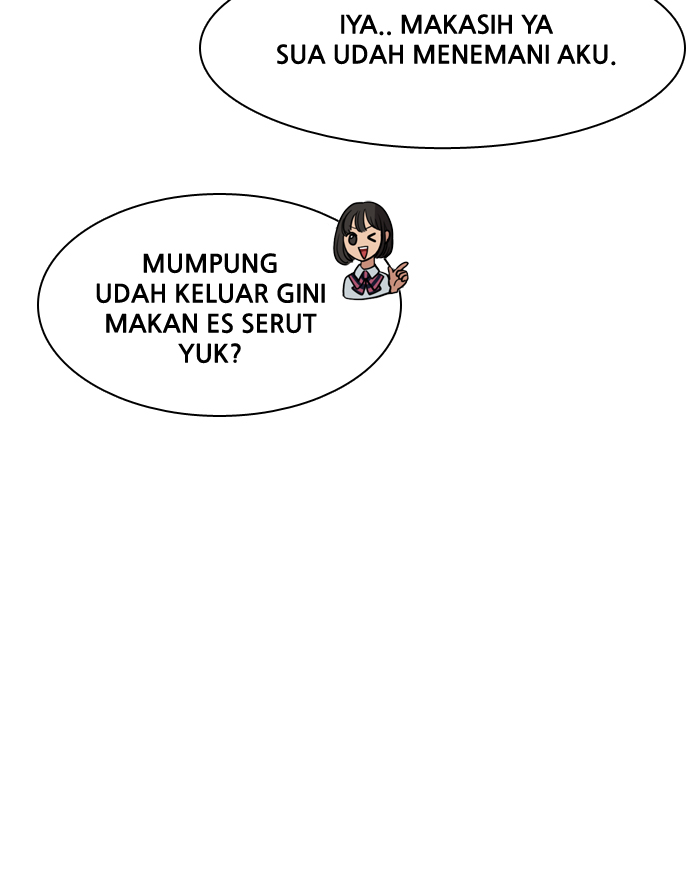 IYA.. MAKASIH YA
SUA UDAH MENEMANI AKU.
MUMPUNG
UDAH KELUAR GINI
MAKAN ES SERUT
YUK?